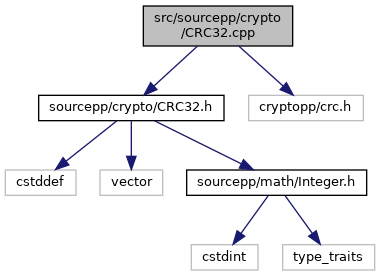 src/sourcepp/crypto
/CRC32.cpp
sourcepp/crypto/CRC32.h
cryptopp/crc.h
cstddef
vector
sourcepp/math/Integer.h
cstdint
type_traits